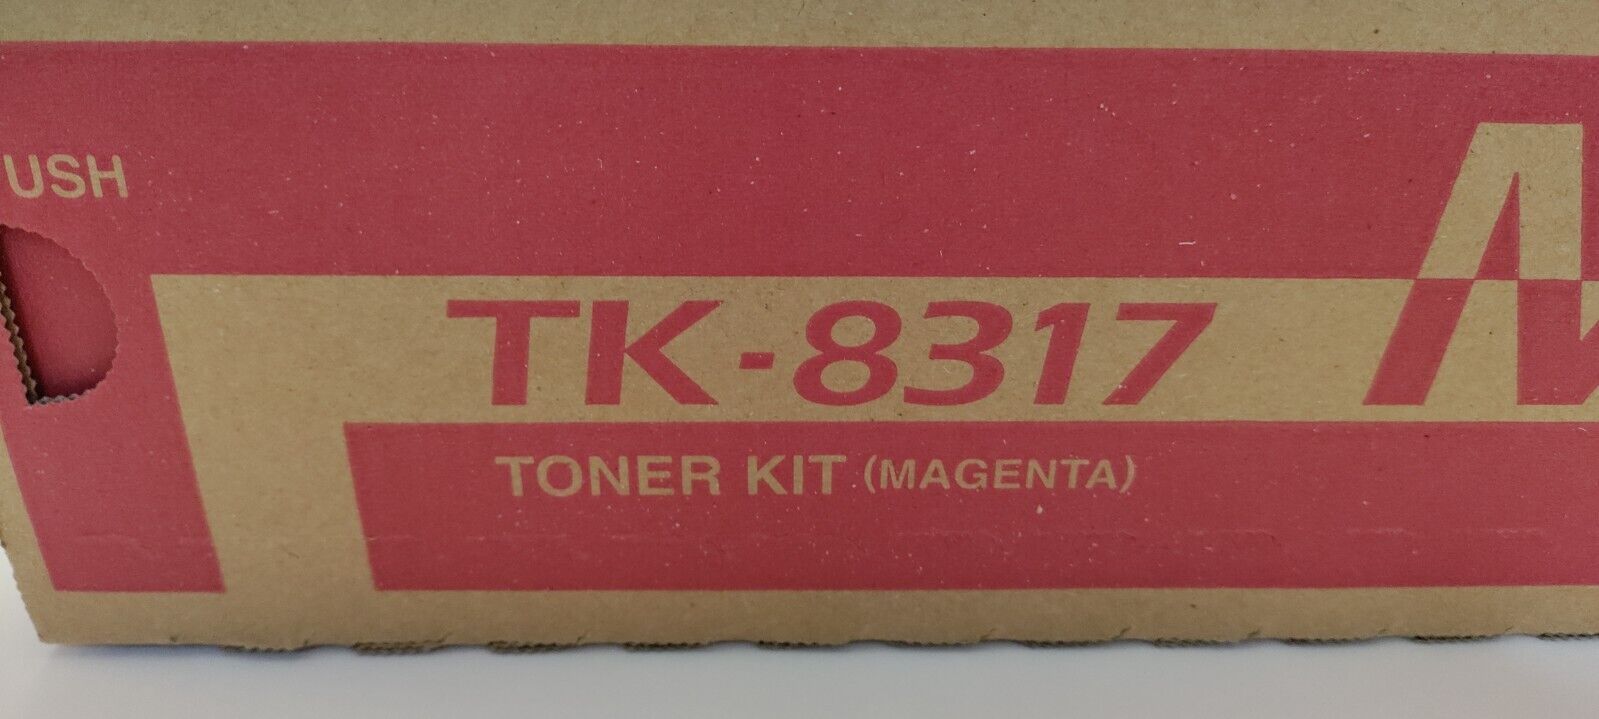 USH
M
TK-8317
TONER KIT (MAGENTA)